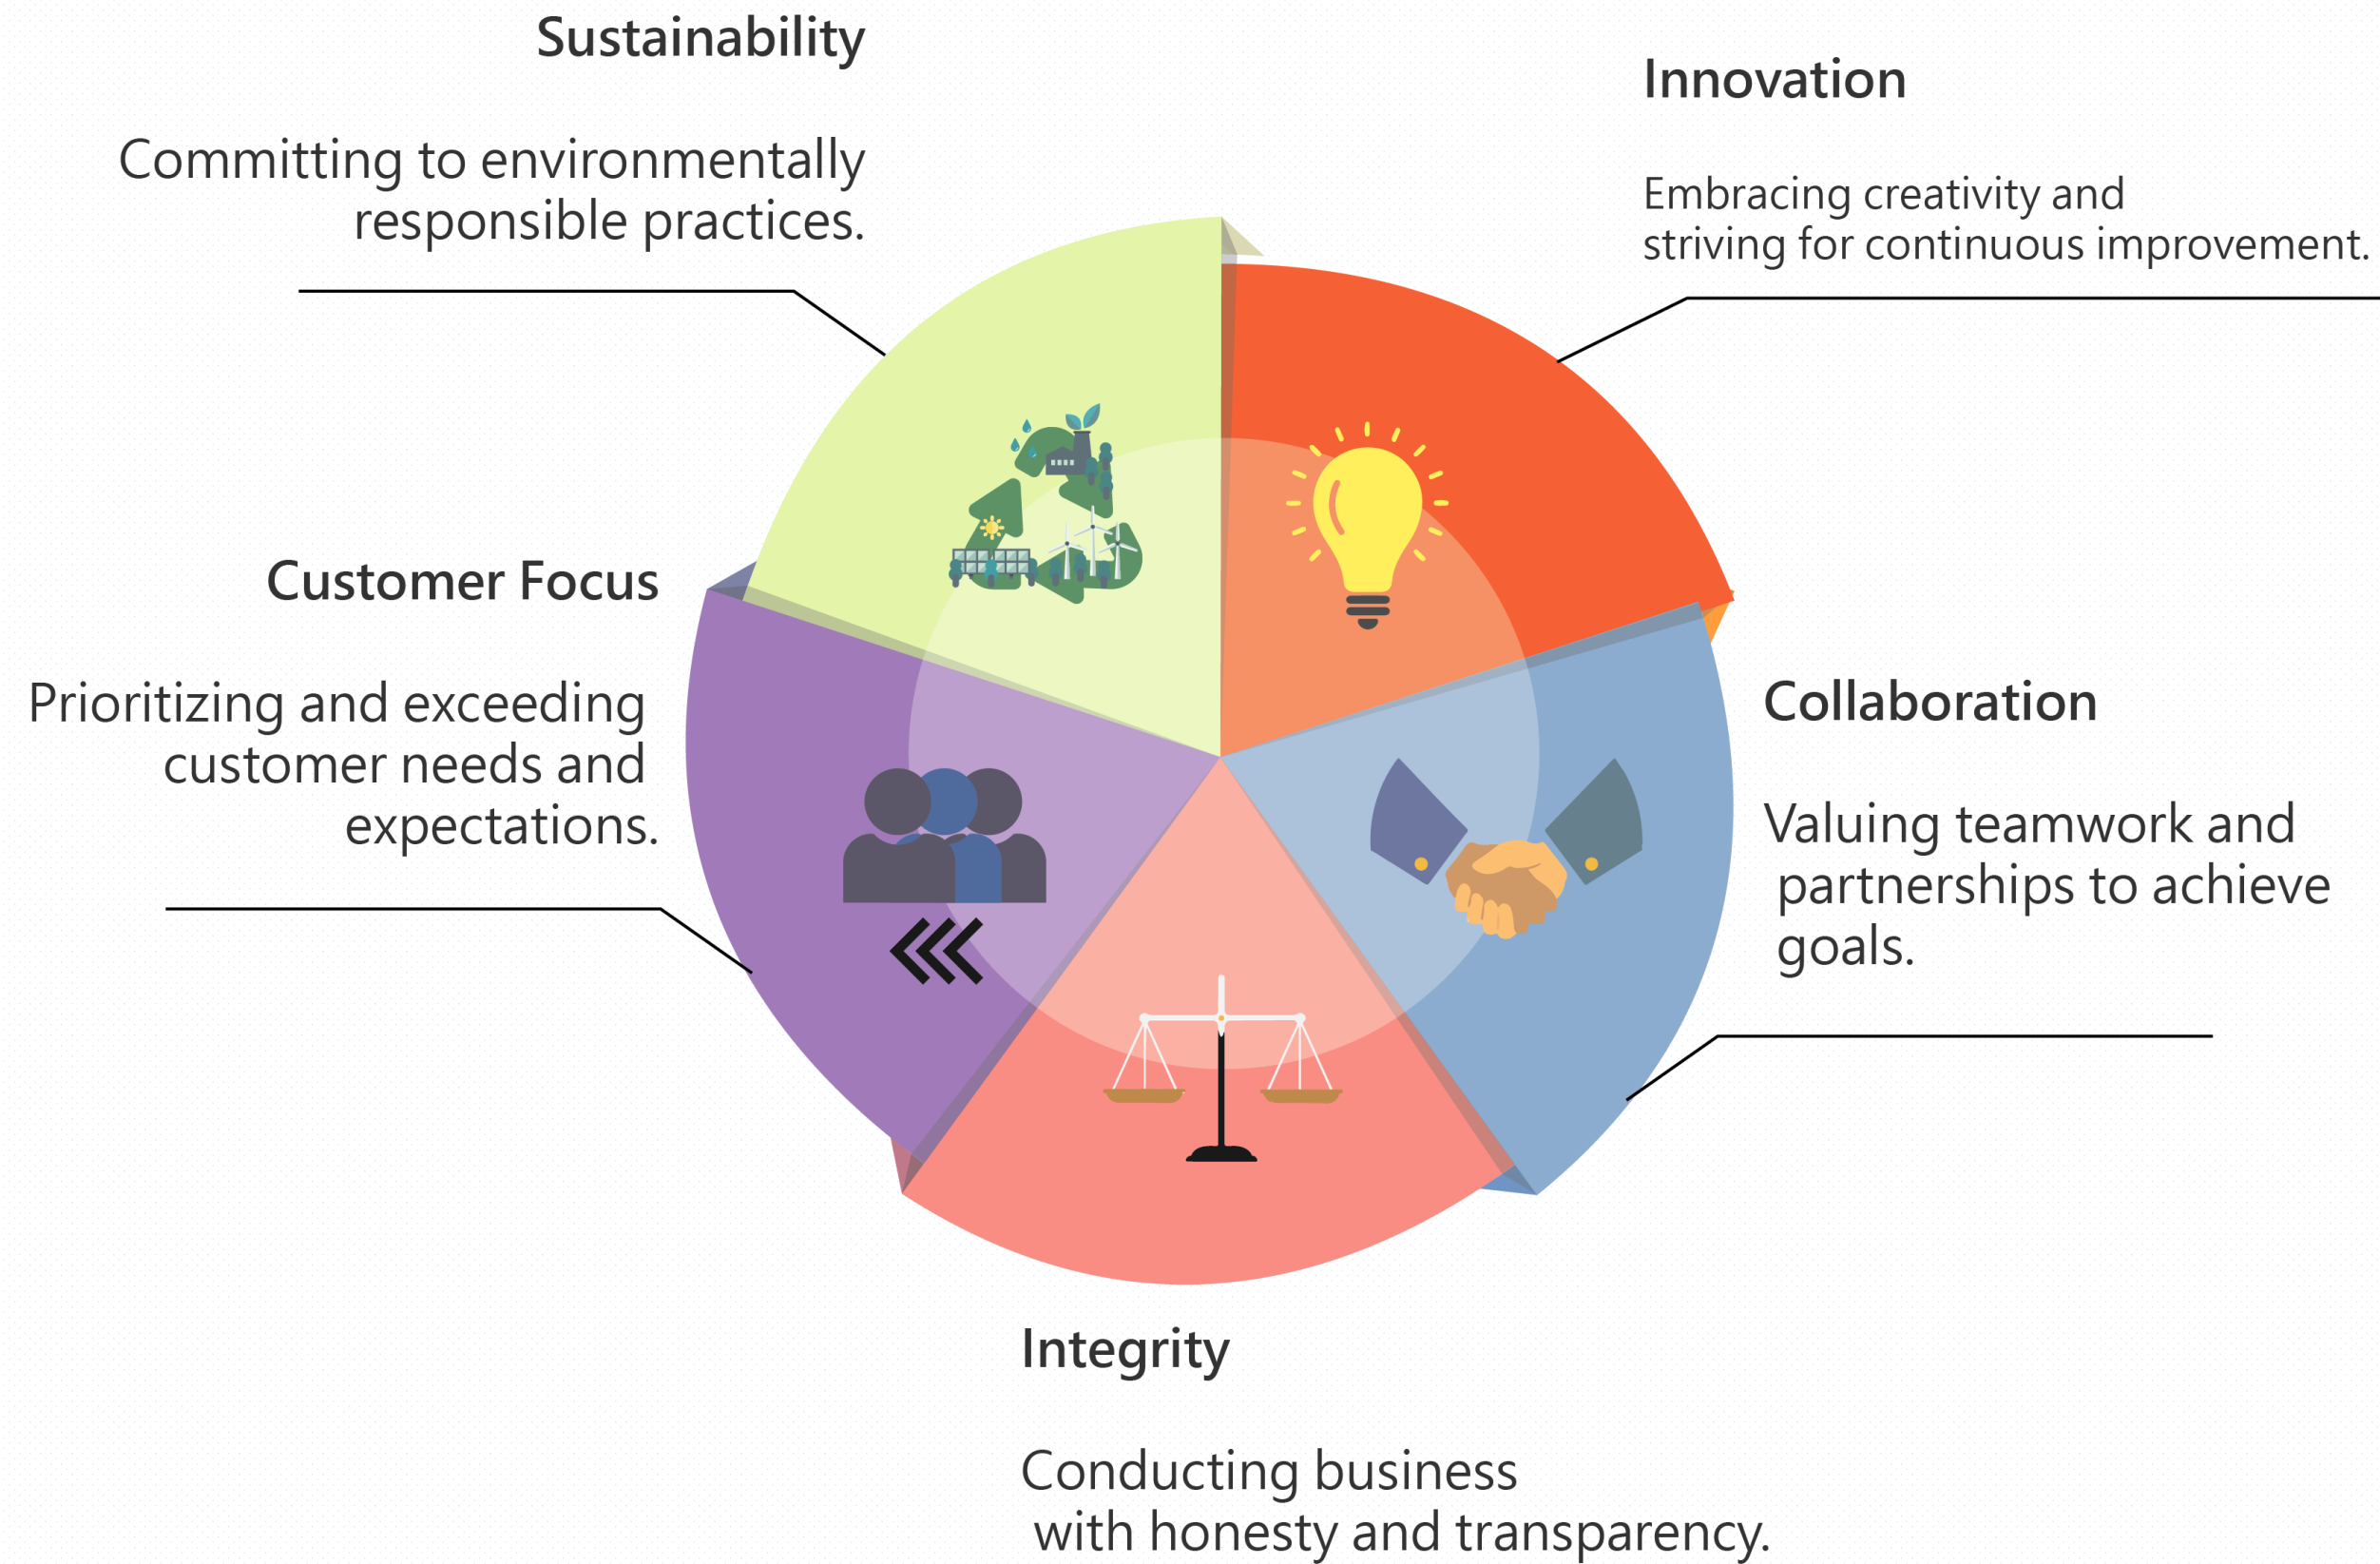 Sustainability
Committing to environmentally
responsible practices.
Innovation
Embracing creativity and
striving for continuous improvement.
Customer Focus
Prioritizing and exceeding
customer needs and
expectations.
Collaboration
Valuing teamwork and
partnerships to achieve
goals.
Integrity
Conducting business
with honesty and transparency.